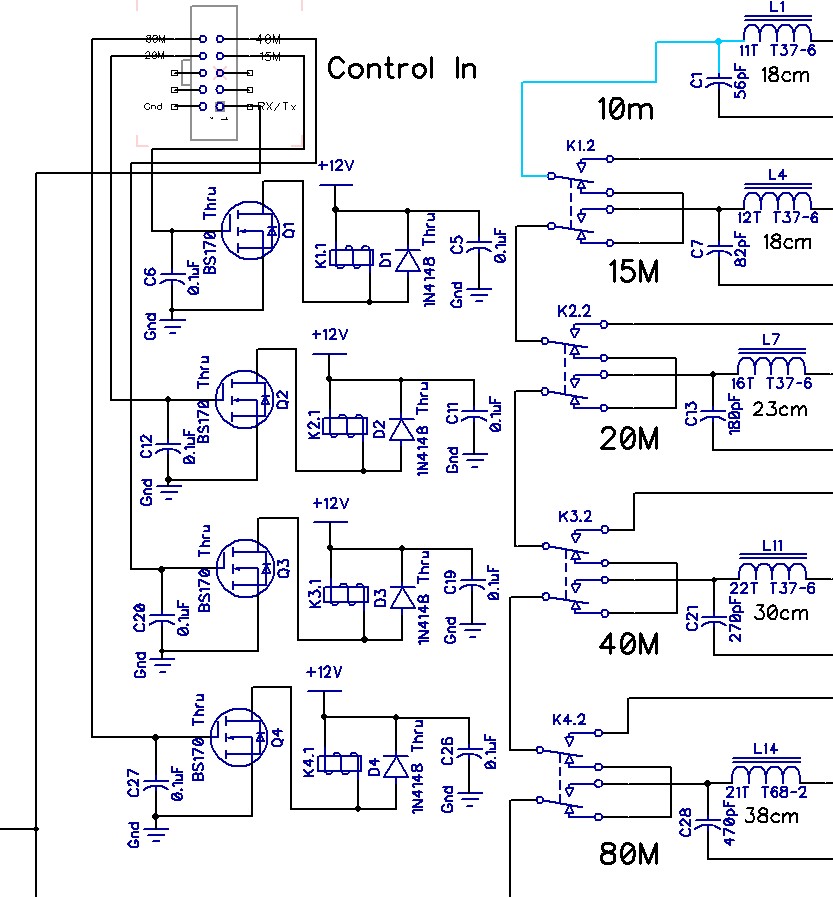 80M 40M
20M 15M
Gnd RX/Tx
Control In
L1
11T T37-6
18cm
C1
56pF
10m
K1.2
L4
12T T37-6
18cm
C7
82pF
15M
+12V
BS170 Thru
Q1
K1.1
D1
1N4148 Thru
C5
0.1uF
Gnd
C6
0.1uF
Gnd
K2.2
L7
16T T37-6
23cm
C13
180pF
20M
+12V
BS170 Thru
Q2
K2.1
D2
1N4148 Thru
C11
0.1uF
Gnd
C12
0.1uF
Gnd
K3.2
L11
22T T37-6
30cm
C21
270pF
40M
+12V
BS170 Thru
Q3
K3.1
D3
1N4148 Thru
C19
0.1uF
Gnd
C20
0.1uF
Gnd
K4.2
L14
21T T68-2
38cm
C28
470pF
80M
+12V
BS170 Thru
Q4
K4.1
D4
1N4148 Thru
C26
0.1uF
Gnd
C27
0.1uF
Gnd